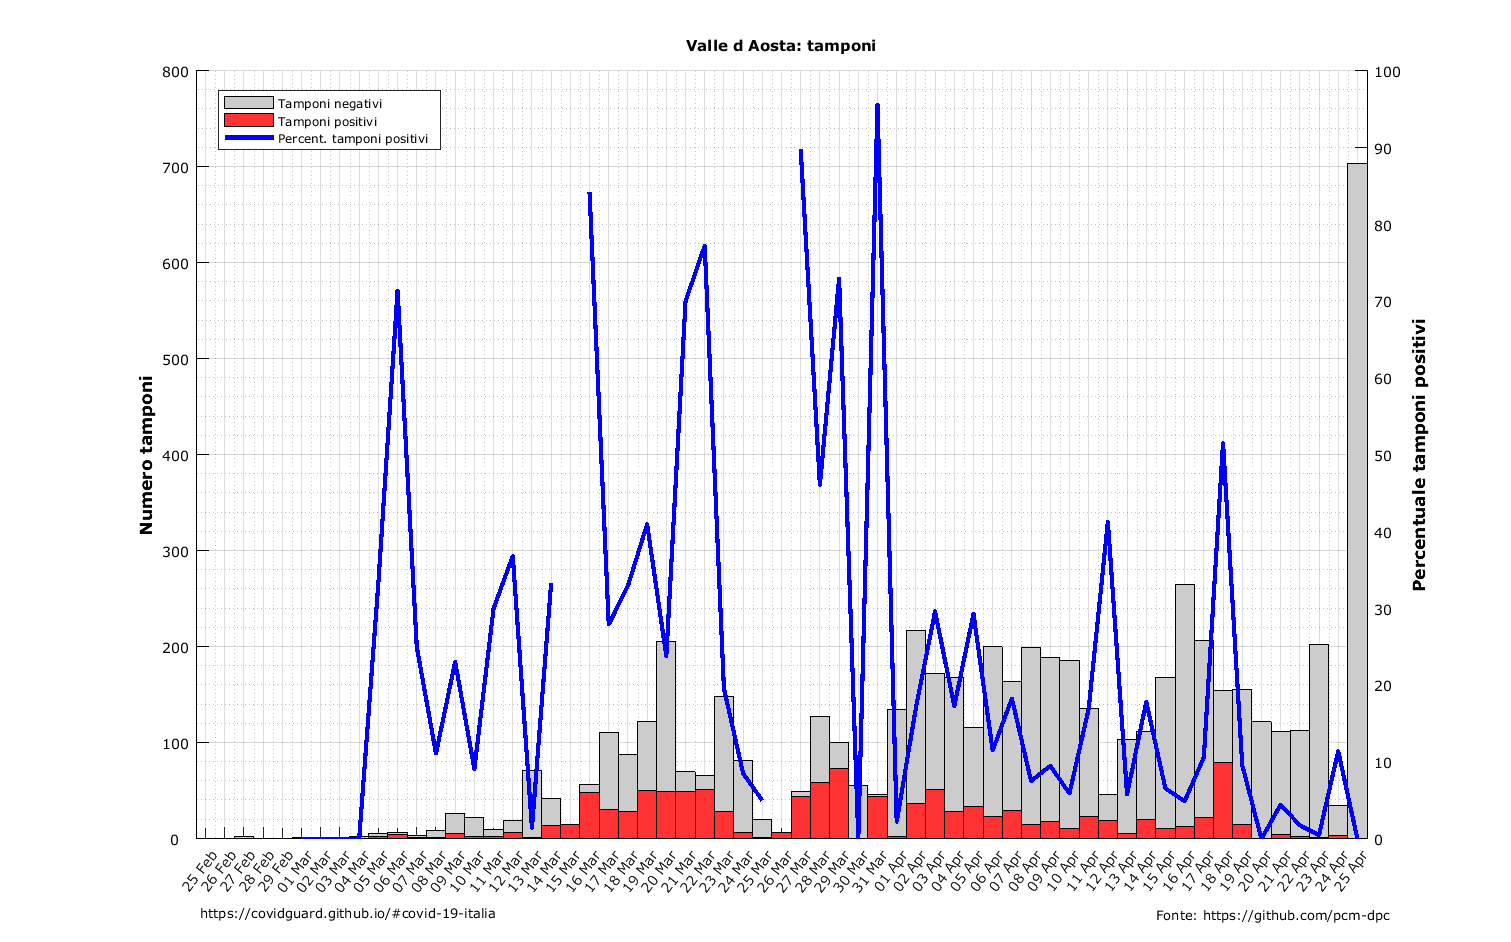 Valle d Aosta: tamponi
Numero tamponi
800
700
600
500
400
300
200
100
0
Tamponi negativi
Tamponi positivi
Percent. tamponi positivi
100
90
80
70
60
50
40
30
20
10
0
Percentuale tamponi positivi
25 Feb
26 Feb
27 Feb
28 Feb
29 Feb
01 Mar
02 Mar
03 Mar
04 Mar
05 Mar
06 Mar
07 Mar
08 Mar
09 Mar
10 Mar
11 Mar
12 Mar
13 Mar
14 Mar
15 Mar
16 Mar
17 Mar
18 Mar
19 Mar
20 Mar
21 Mar
22 Mar
23 Mar
24 Mar
25 Mar
26 Mar
27 Mar
28 Mar
29 Mar
30 Mar
31 Mar
01 Apr
02 Apr
03 Apr
04 Apr
05 Apr
06 Apr
07 Apr
08 Apr
09 Apr
10 Apr
11 Apr
12 Apr
13 Apr
14 Apr
15 Apr
16 Apr
17 Apr
18 Apr
19 Apr
20 Apr
21 Apr
22 Apr
23 Apr
24 Apr
25 Apr
https://covidguard.github.io/#covid-19-italia
Fonte: https://github.com/pcm-dpc